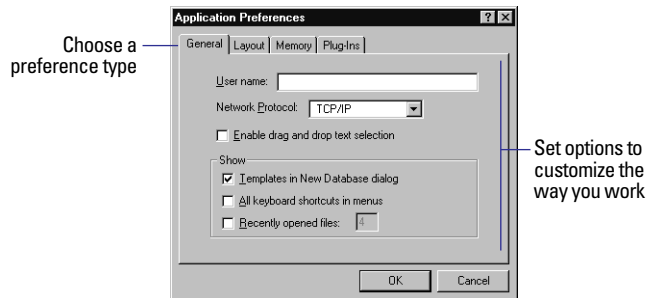 Application Preferences
Choose a
preference type
General Layout Memory Plug-Ins
User name:
Network Protocol: TCP/IP
Enable drag and drop text selection
Show
Templates in New Database dialog
All keyboard shortcuts in menus
Recently opened files: 4
Set options to
customize the
way you work
OK Cancel